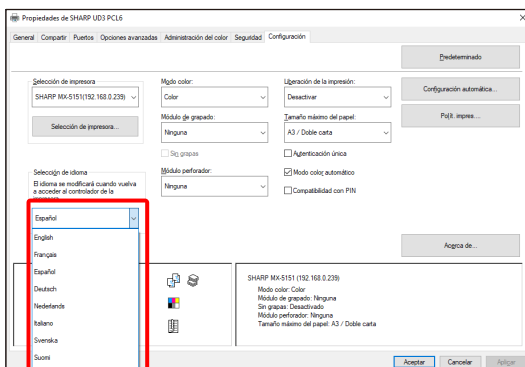 Propiedades de SHARP UD3 PCL6
General Compartir Puertos Opciones avanzadas Administración del color Seguridad Configuración
Predeterminado
Selección de impresora
SHARP MX-5151(192.168.0.239)
Selección de impresora...
Modo color:
Color
Liberación de la impresión:
Desactivar
Configuración automática...
Módulo de grapado:
Ninguna
Tamaño máximo del papel:
A3 / Doble carta
Polít. impres...
Sin grapas
Autenticación única
Selección de idioma
El idioma se modificará cuando vuelva
a acceder al controlador de la
Módulo perforador:
Ninguna
Modo color automático
Compatibilidad con PIN
Español
English
Français
Español
Deutsch
Nederlands
Italiano
Svenska
Suomi
Acerca de...
SHARP MX-5151 (192.168.0.239)
Modo color: Color
Módulo de grapado: Ninguna
Sin grapas: Desactivado
Módulo perforador: Ninguna
Tamaño máximo del papel: A3 / Doble carta
Aceptar Cancelar Aplicar